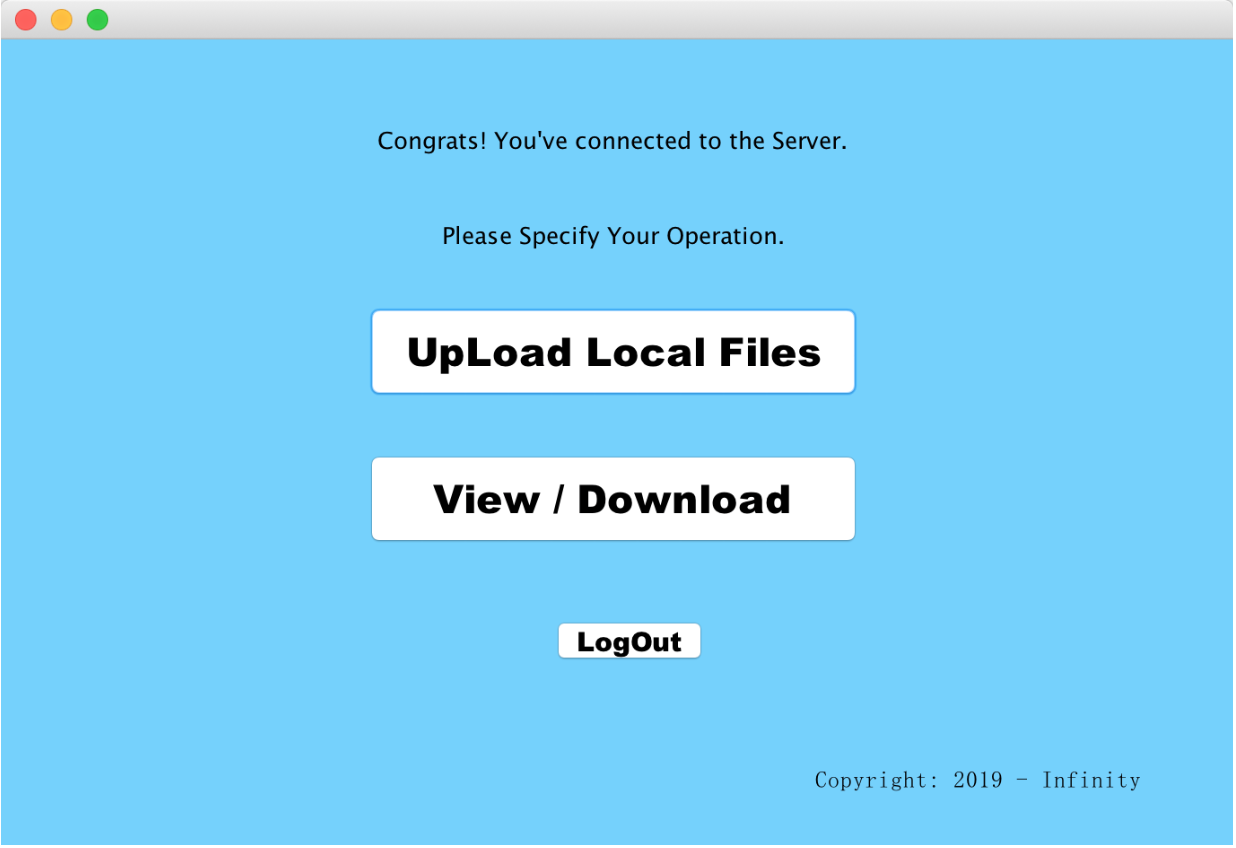 Congrats! You've connected to the Server.
Please Specify Your Operation.
UpLoad Local Files
View / Download
LogOut
Copyright: 2019 - Infinity